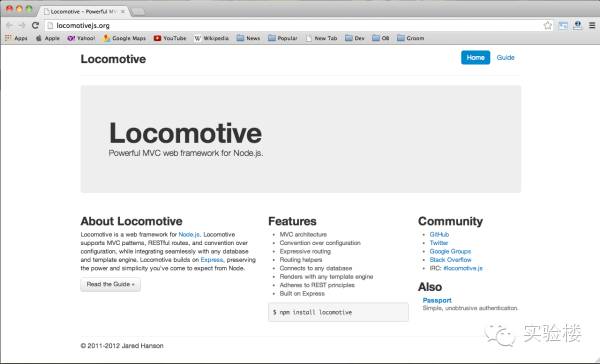 Locomotive – Powerful MV
locomotivejs.org
Apps
Apple
Yahoo!
Google Maps
YouTube
Wikipedia
News
Popular
New Tab
Dev
OB
Groom
Locomotive
Home
Guide
Locomotive
Powerful MVC web framework for Node.js.
About Locomotive
Locomotive is a web framework for Node.js. Locomotive
supports MVC patterns, RESTful routes, and convention over
configuration, while integrating seamlessly with any database
and template engine. Locomotive builds on Express, preserving
the power and simplicity you've come to expect from Node.
Read the Guide »
Features
MVC architecture
Convention over configuration
Expressive routing
Routing helpers
Connects to any database
Renders with any template engine
Adheres to REST principles
Built on Express
$ npm install locomotive
Community
GitHub
Twitter
Google Groups
Stack Overflow
IRC: #locomotive.js
Also
Passport
Simple, unobtrusive authentication.
© 2011-2012 Jared Hanson
实验楼